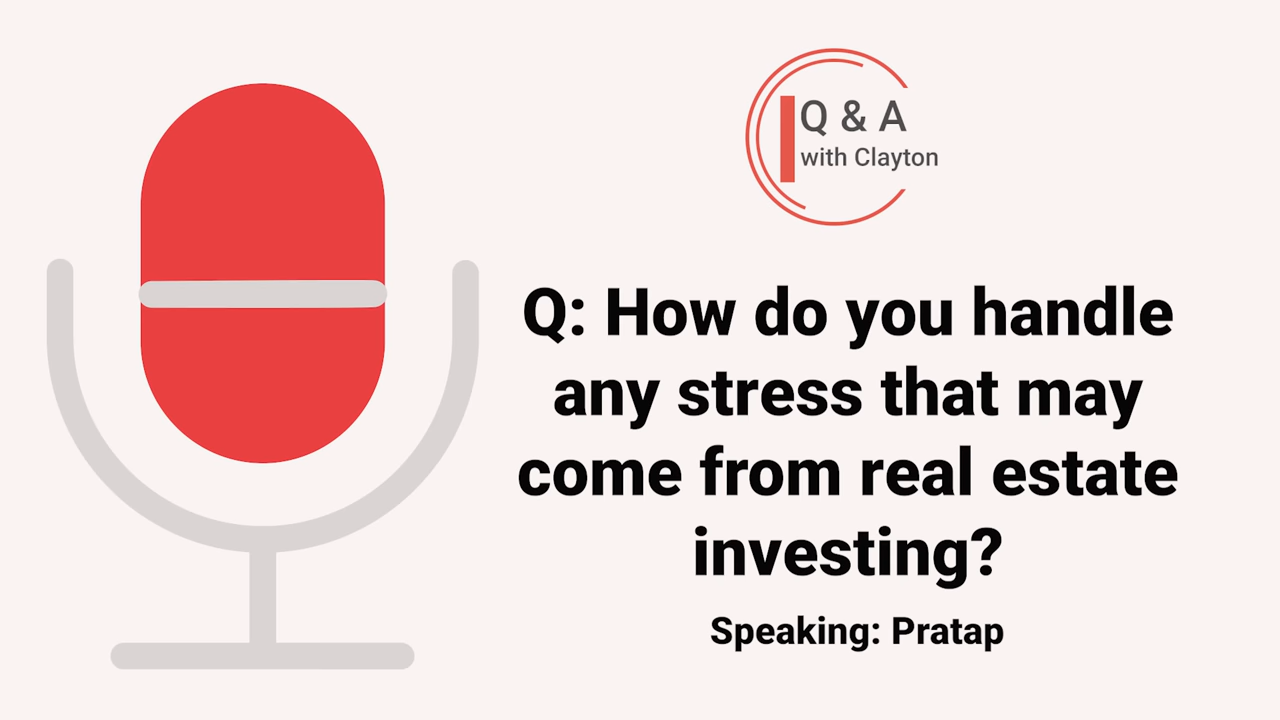 Q & A
with Clayton
Q: How do you handle
any stress that may
come from real estate
investing?
Speaking: Pratap